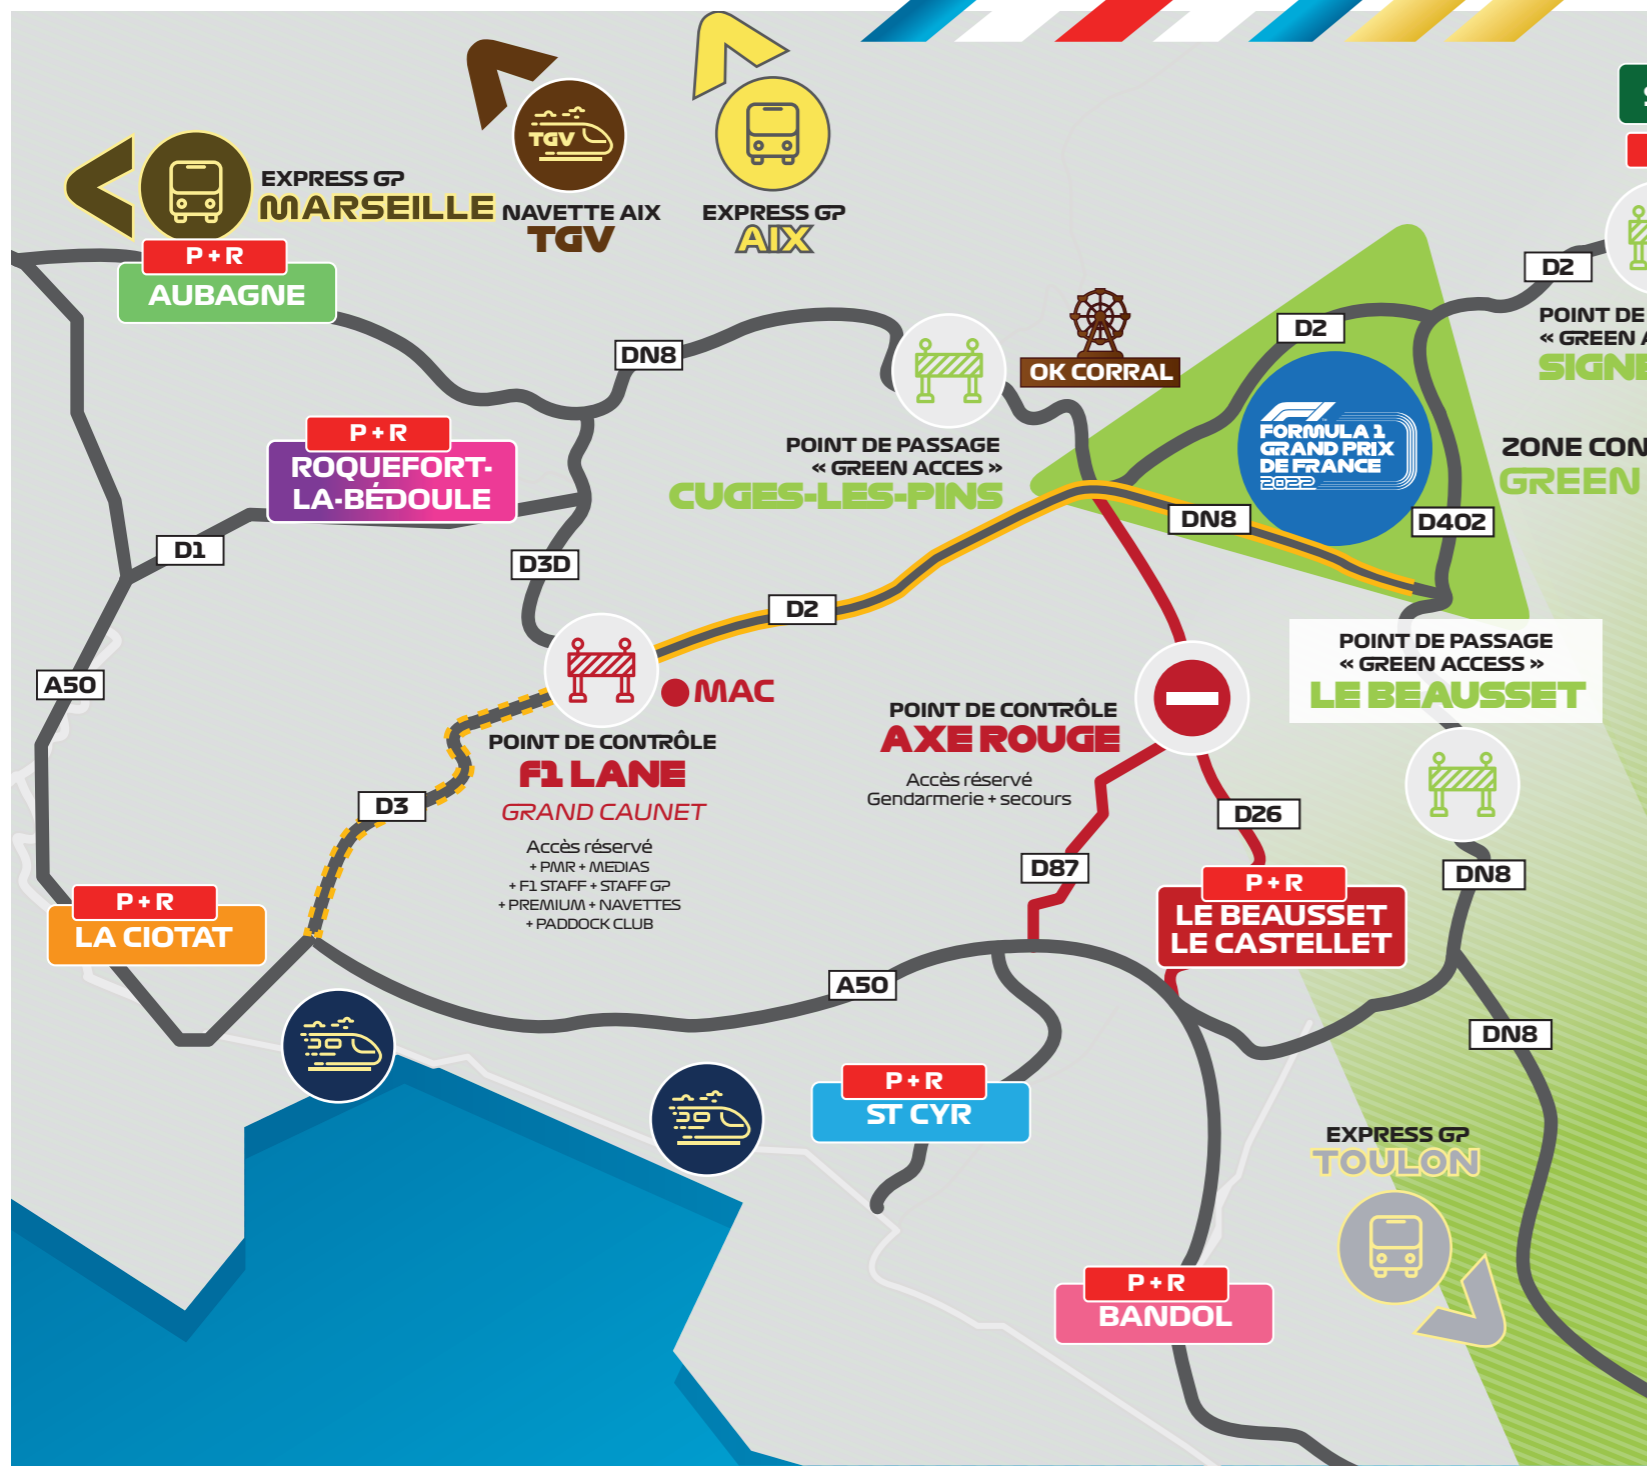 EXPRESS GP
MARSEILLE
P+R
AUBAGNE
TGV
NAVETTE AIX
TGV
EXPRESS GP
AIX
DN8
OK CORRAL
D2
D2
POINT DE
« GREEN
FORMULA 1
GRAND PRIX
DE FRANCE
2022
P+R
ROQUEFORT-
LA-BÉDOULE
POINT DE PASSAGE
« GREEN ACCES »
CUGES-LES-PINS
ZONE
GREEN
DN8
D402
D1
D3D
D2
A50
MAC
POINT DE PASSAGE
« GREEN ACCESS »
LE BEAUSSET
POINT DE CONTRÔLE
F1 LANE
GRAND CAUNET
Accès réservé
+ PMR + MEDIAS
+ F1 STAFF + STAFF GP
+ PREMIUM + NAVETTES
+ PADDOCK CLUB
POINT DE CONTRÔLE
AXE ROUGE
Accès réservé
Gendarmerie + secours
D3
D26
D87
DN8
P+R
LA CIOTAT
P+R
LE BEAUSSET
LE CASTELLET
A50
DN8
P+R
ST CYR
EXPRESS GP
TOULON
P+R
BANDOL